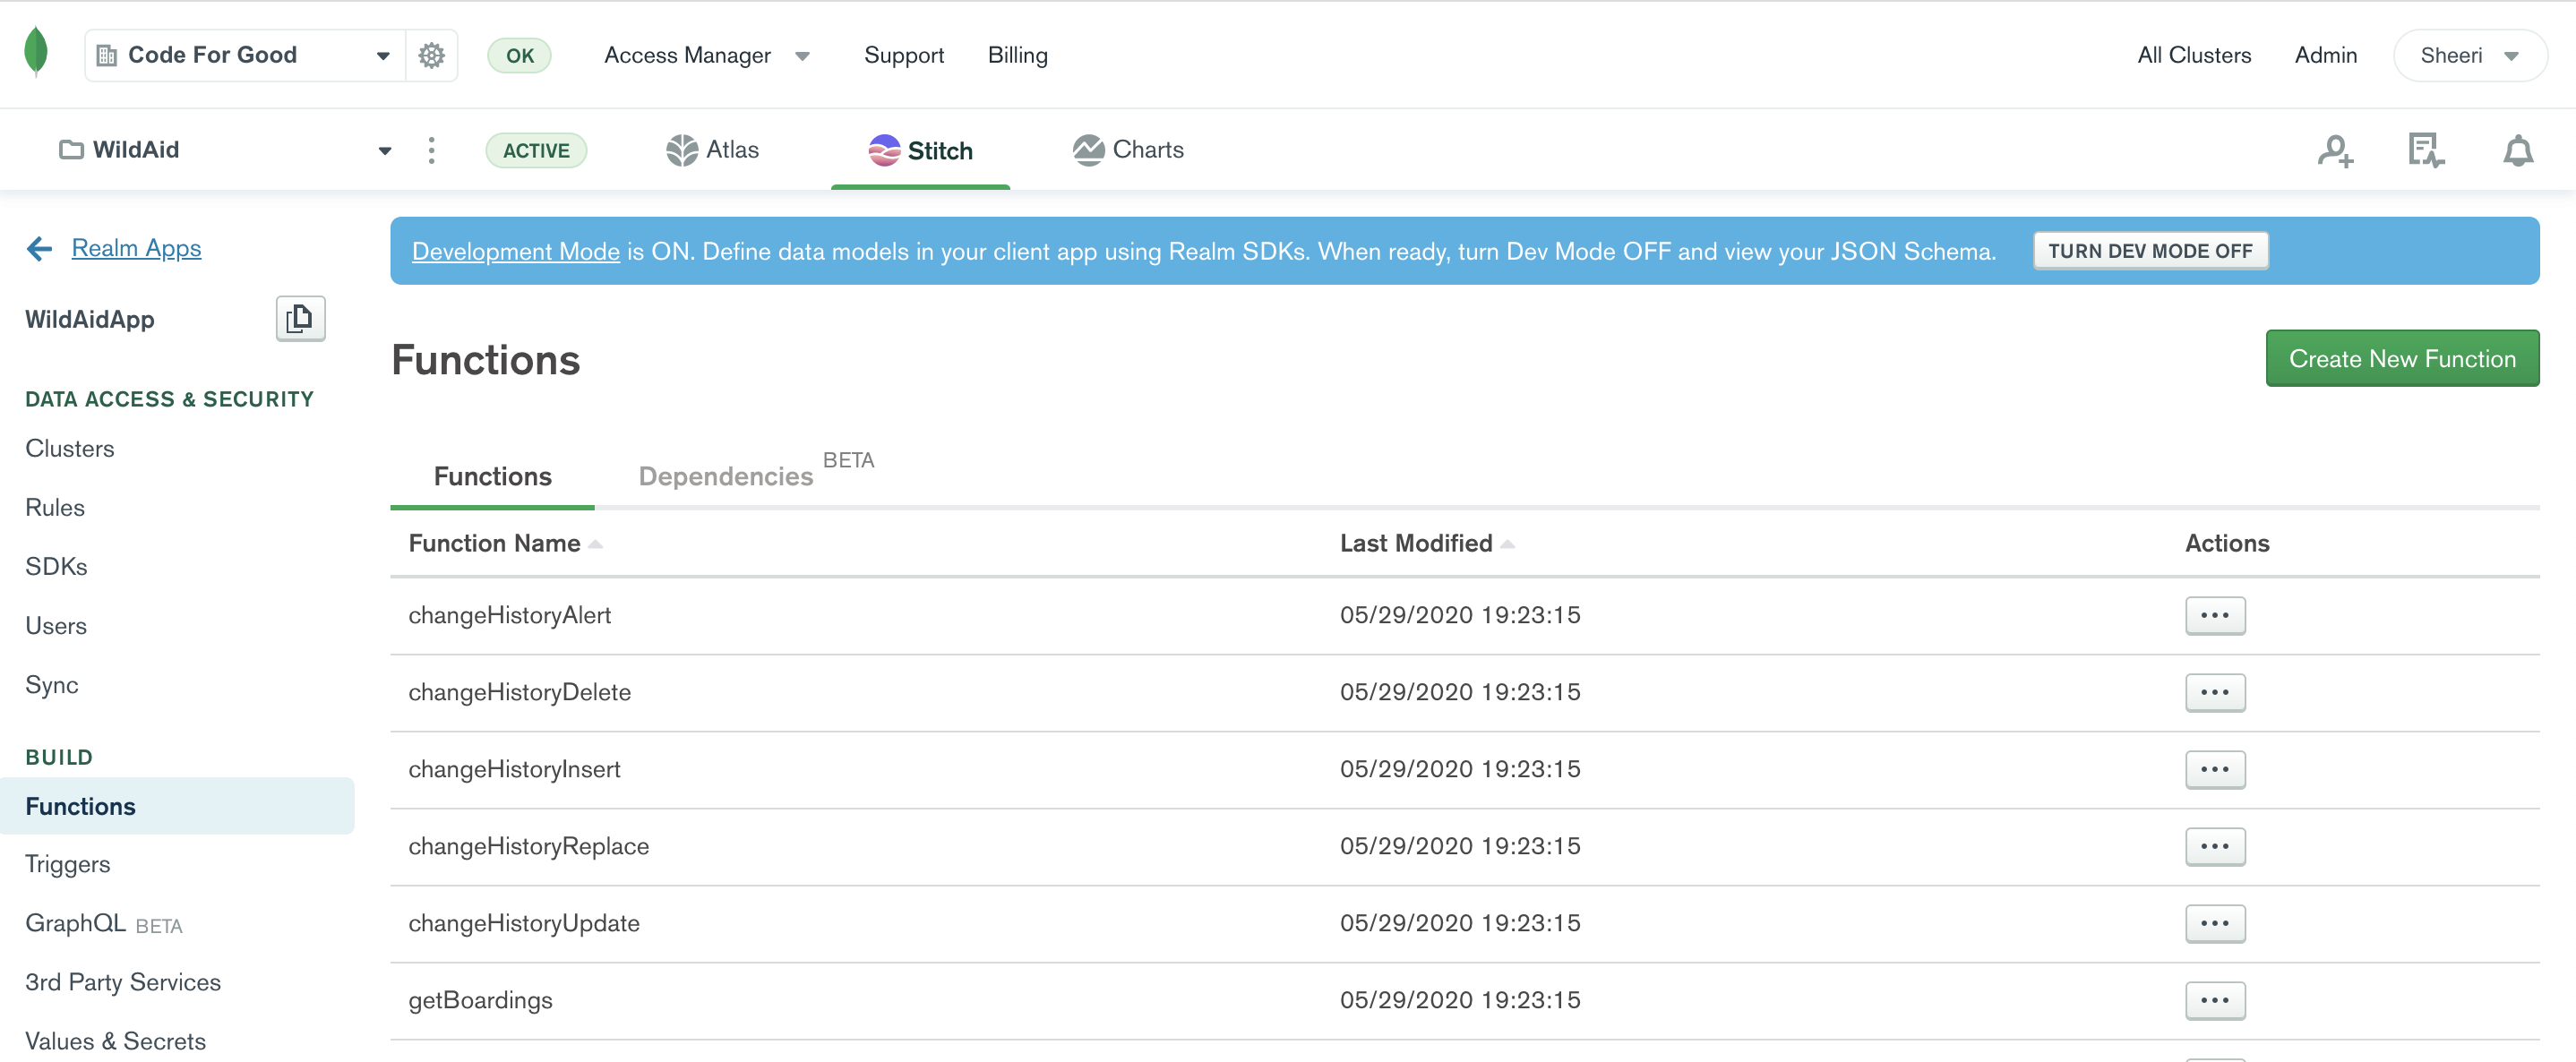 Code For Good
OK
Access Manager
Support
Billing
All Clusters
Admin
Sheeri
WildAid
ACTIVE
Atlas
Stitch
Charts
Realm Apps
WildAidApp
DATA ACCESS & SECURITY
Clusters
Rules
SDKs
Users
Sync
BUILD
Functions
Triggers
GraphQL BETA
3rd Party Services
Values & Secrets
Development Mode is ON. Define data models in your client app using Realm SDKs. When ready, turn Dev Mode OFF and view your JSON Schema.
TURN DEV MODE OFF
Functions
Create New Function
Functions
Dependencies BETA
Function Name Last Modified Actions
changeHistoryAlert 05/29/2020 19:23:15
changeHistoryDelete 05/29/2020 19:23:15
changeHistoryInsert 05/29/2020 19:23:15
changeHistoryReplace 05/29/2020 19:23:15
changeHistoryUpdate 05/29/2020 19:23:15
getBoardings 05/29/2020 19:23:15